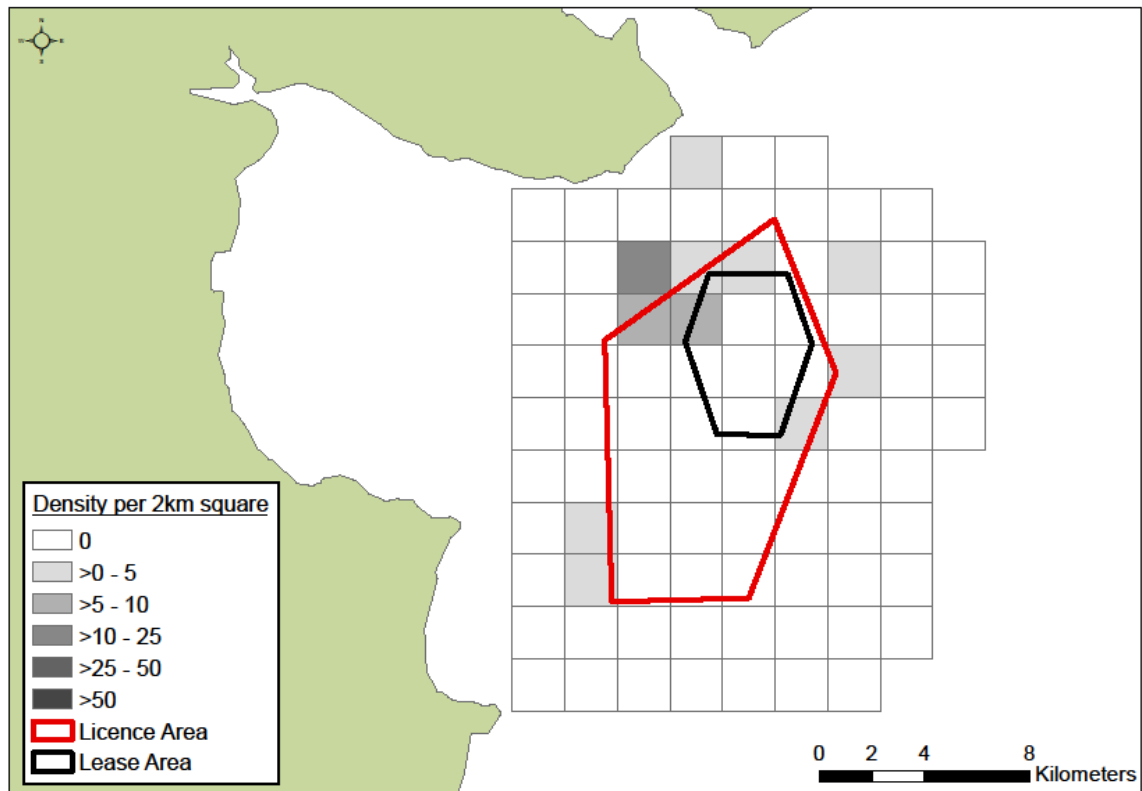 N
W
E
S
Density per 2km square
0
>0 - 5
>5 - 10
>10 - 25
>25 - 50
>50
Licence Area
Lease Area
0 2 4 8
Kilometers